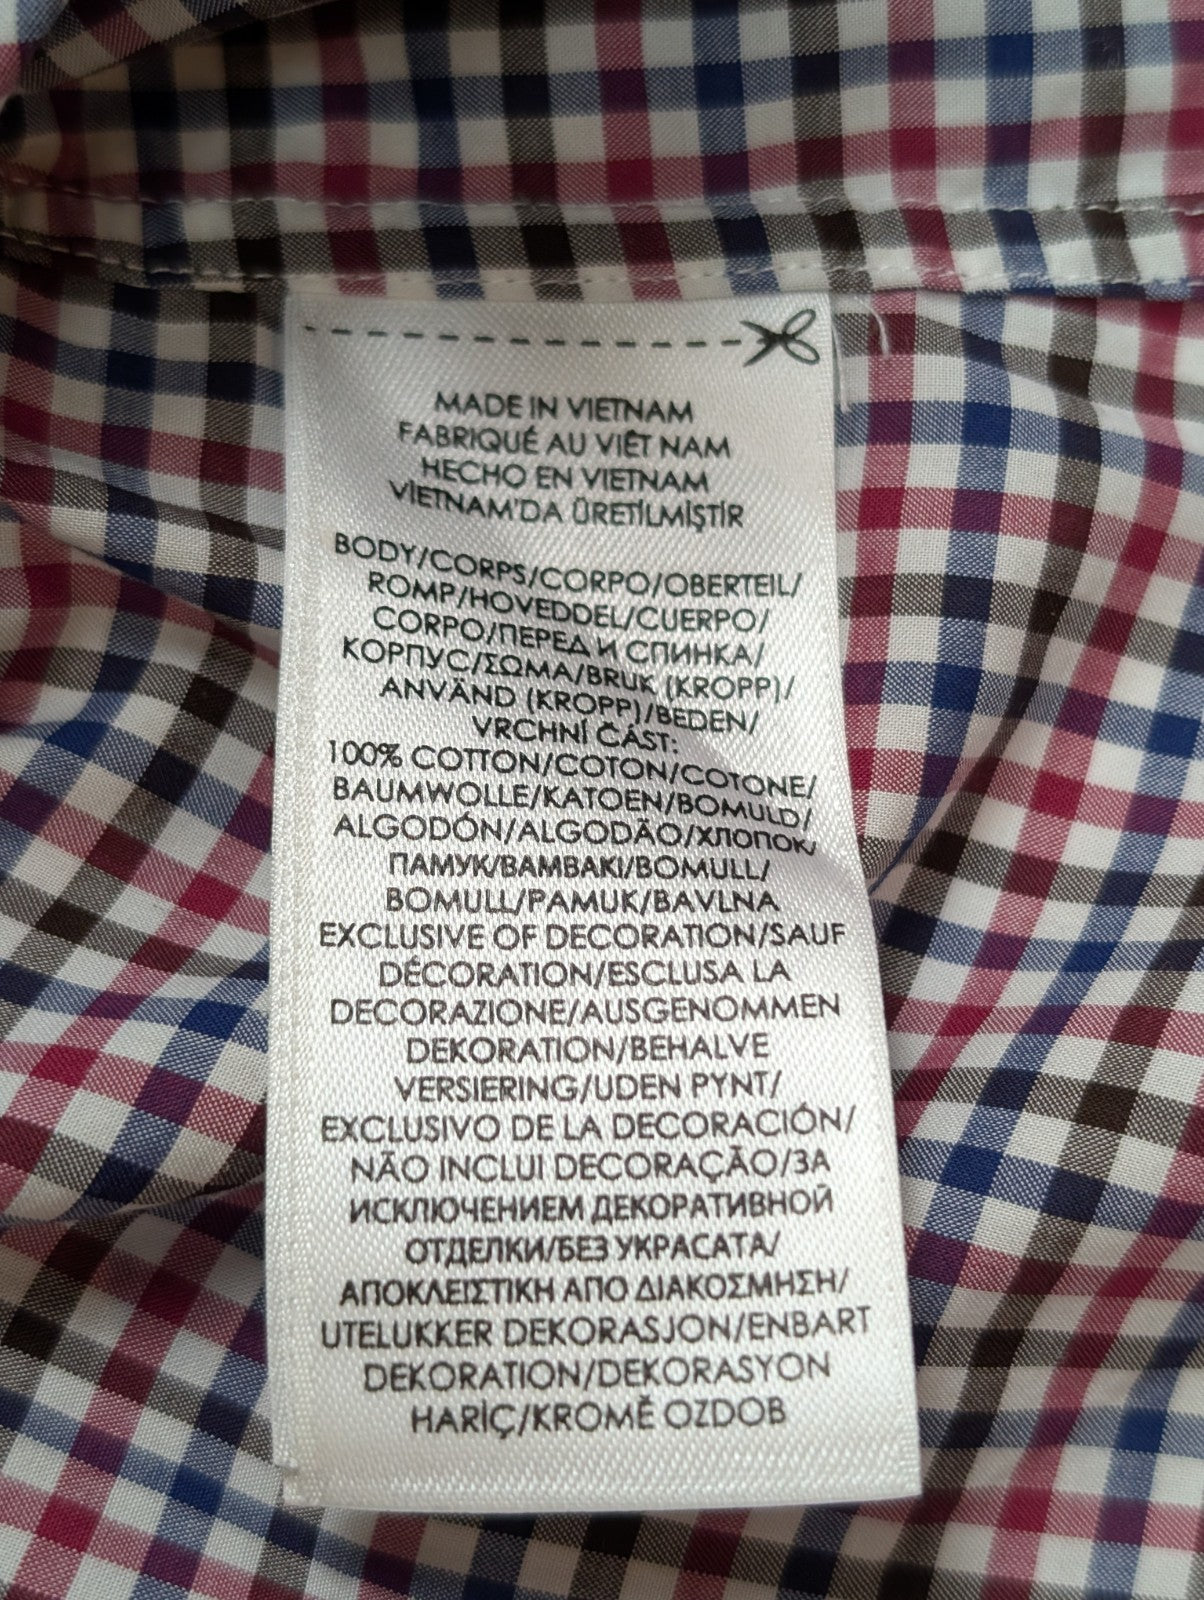 MADE IN VIETNAM
FABRIQUÉ AU VIÊT NAM
HECHO EN VIETNAM
VİETNAM'DA ÜRETİLMİŞTİR
BODY/CORPS/CORPO/OBERTEIL/
ROMP/HOVEDDEL/CUERPO/
CORPO/ПЕРЕД И СПИНКА/
КОРПУС/ΣΩΜΑ/BRUK (KROPP)/
ANVÄND (KROPP)/BEDEN/
VRCHNÍ ČÁST:
100% COTTON/COTON/COTONE/
BAUMWOLLE/KATOEN/BOMULD/
ALGODÓN/ALGODÃO/ХЛОПОК/
ПАМУК/ΒΑΜΒΑΚΙ/BOMULL/
BOMULL/PAMUK/BAVLNA
EXCLUSIVE OF DECORATION/SAUF
DÉCORATION/ESCLUSA LA
DECORAZIONE/AUSGENOMMEN
DEKORATION/BEHALVE
VERSIERING/UDEN PYNT/
EXCLUSIVO DE LA DECORACIÓN/
NÃO INCLUI DECORAÇÃO/ЗА
ИСКЛЮЧЕНИЕМ ДЕКОРАТИВНОЙ
ОТДЕЛКИ/БЕЗ УКРАСАТА/
ΑΠΟΚΛΕΙΣΤΙΚΗ ΑΠΟ ΔΙΑΚΟΣΜΗΣΗ/
UTELUKKER DEKORASJON/ENBART
DEKORATION/DEKORASYON
HARİÇ/KROMĚ OZDOB